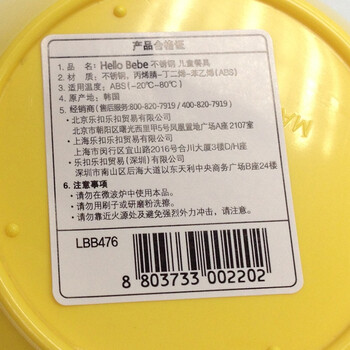 产品合格证
1. 品　名: Hello Bebe 不锈钢 儿童餐具
2. 材　质: 不锈钢, 丙烯腈-丁二烯-苯乙烯(ABS)
3. 适用温度: ABS(-20℃~80℃)
4. 原产地: 韩国
5. 经销商(售后服务:800-820-7919 / 400-820-7919)
· 北京乐扣乐扣贸易有限公司
北京市朝阳区曙光西里甲5号凤凰置地广场A座 2107室
· 上海乐扣乐扣贸易有限公司
上海市闵行区宜山路2016号合川大厦3楼D/H座
· 乐扣乐扣贸易(深圳)有限公司
深圳市南山区后海大道以东天利中央商务广场B座24楼
6. 注意事项
· 请勿在微波炉中使用本品。
· 请勿用刷子或研磨粉洗擦。
· 请勿靠近火源处及避免强烈外力冲击，请注意。
LBB476
8 803733 002202
MA